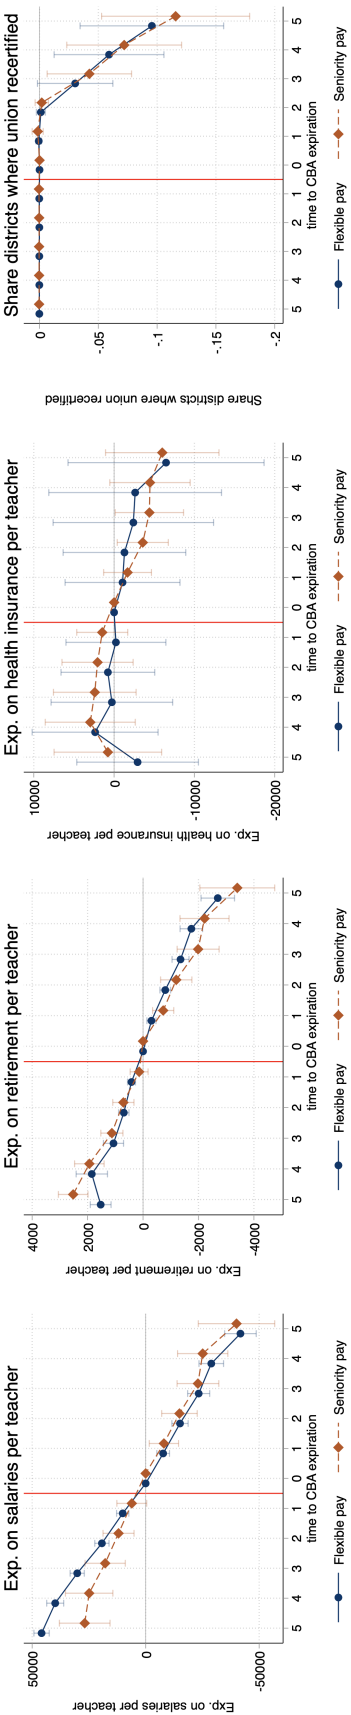 Exp. on salaries per teacher
Exp. on salaries per teacher
50000
0
-50000
5 4 3 2 1 0 1 2 3 4 5
time to CBA expiration
Flexible pay Seniority pay
Exp. on retirement per teacher
Exp. on retirement per teacher
4000
2000
0
-2000
-4000
5 4 3 2 1 0 1 2 3 4 5
time to CBA expiration
Flexible pay Seniority pay
Exp. on health insurance per teacher
Exp. on health insurance per teacher
10000
0
-10000
-20000
5 4 3 2 1 0 1 2 3 4 5
time to CBA expiration
Flexible pay Seniority pay
Share districts where union recertified
Share districts where union recertified
0
-.05
-.1
-.15
-.2
5 4 3 2 1 0 1 2 3 4 5
time to CBA expiration
Flexible pay Seniority pay